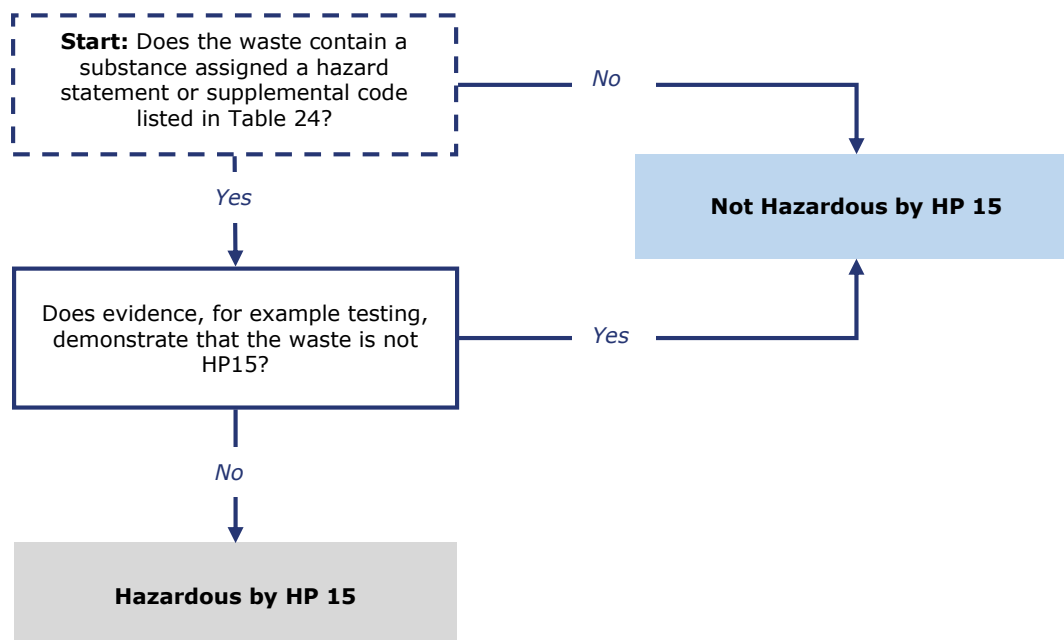 Start: Does the waste contain a
substance assigned a hazard
statement or supplemental code
listed in Table 24?
No
Not Hazardous by HP 15
Yes
Does evidence, for example testing,
demonstrate that the waste is not
HP15?
Yes
No
Hazardous by HP 15